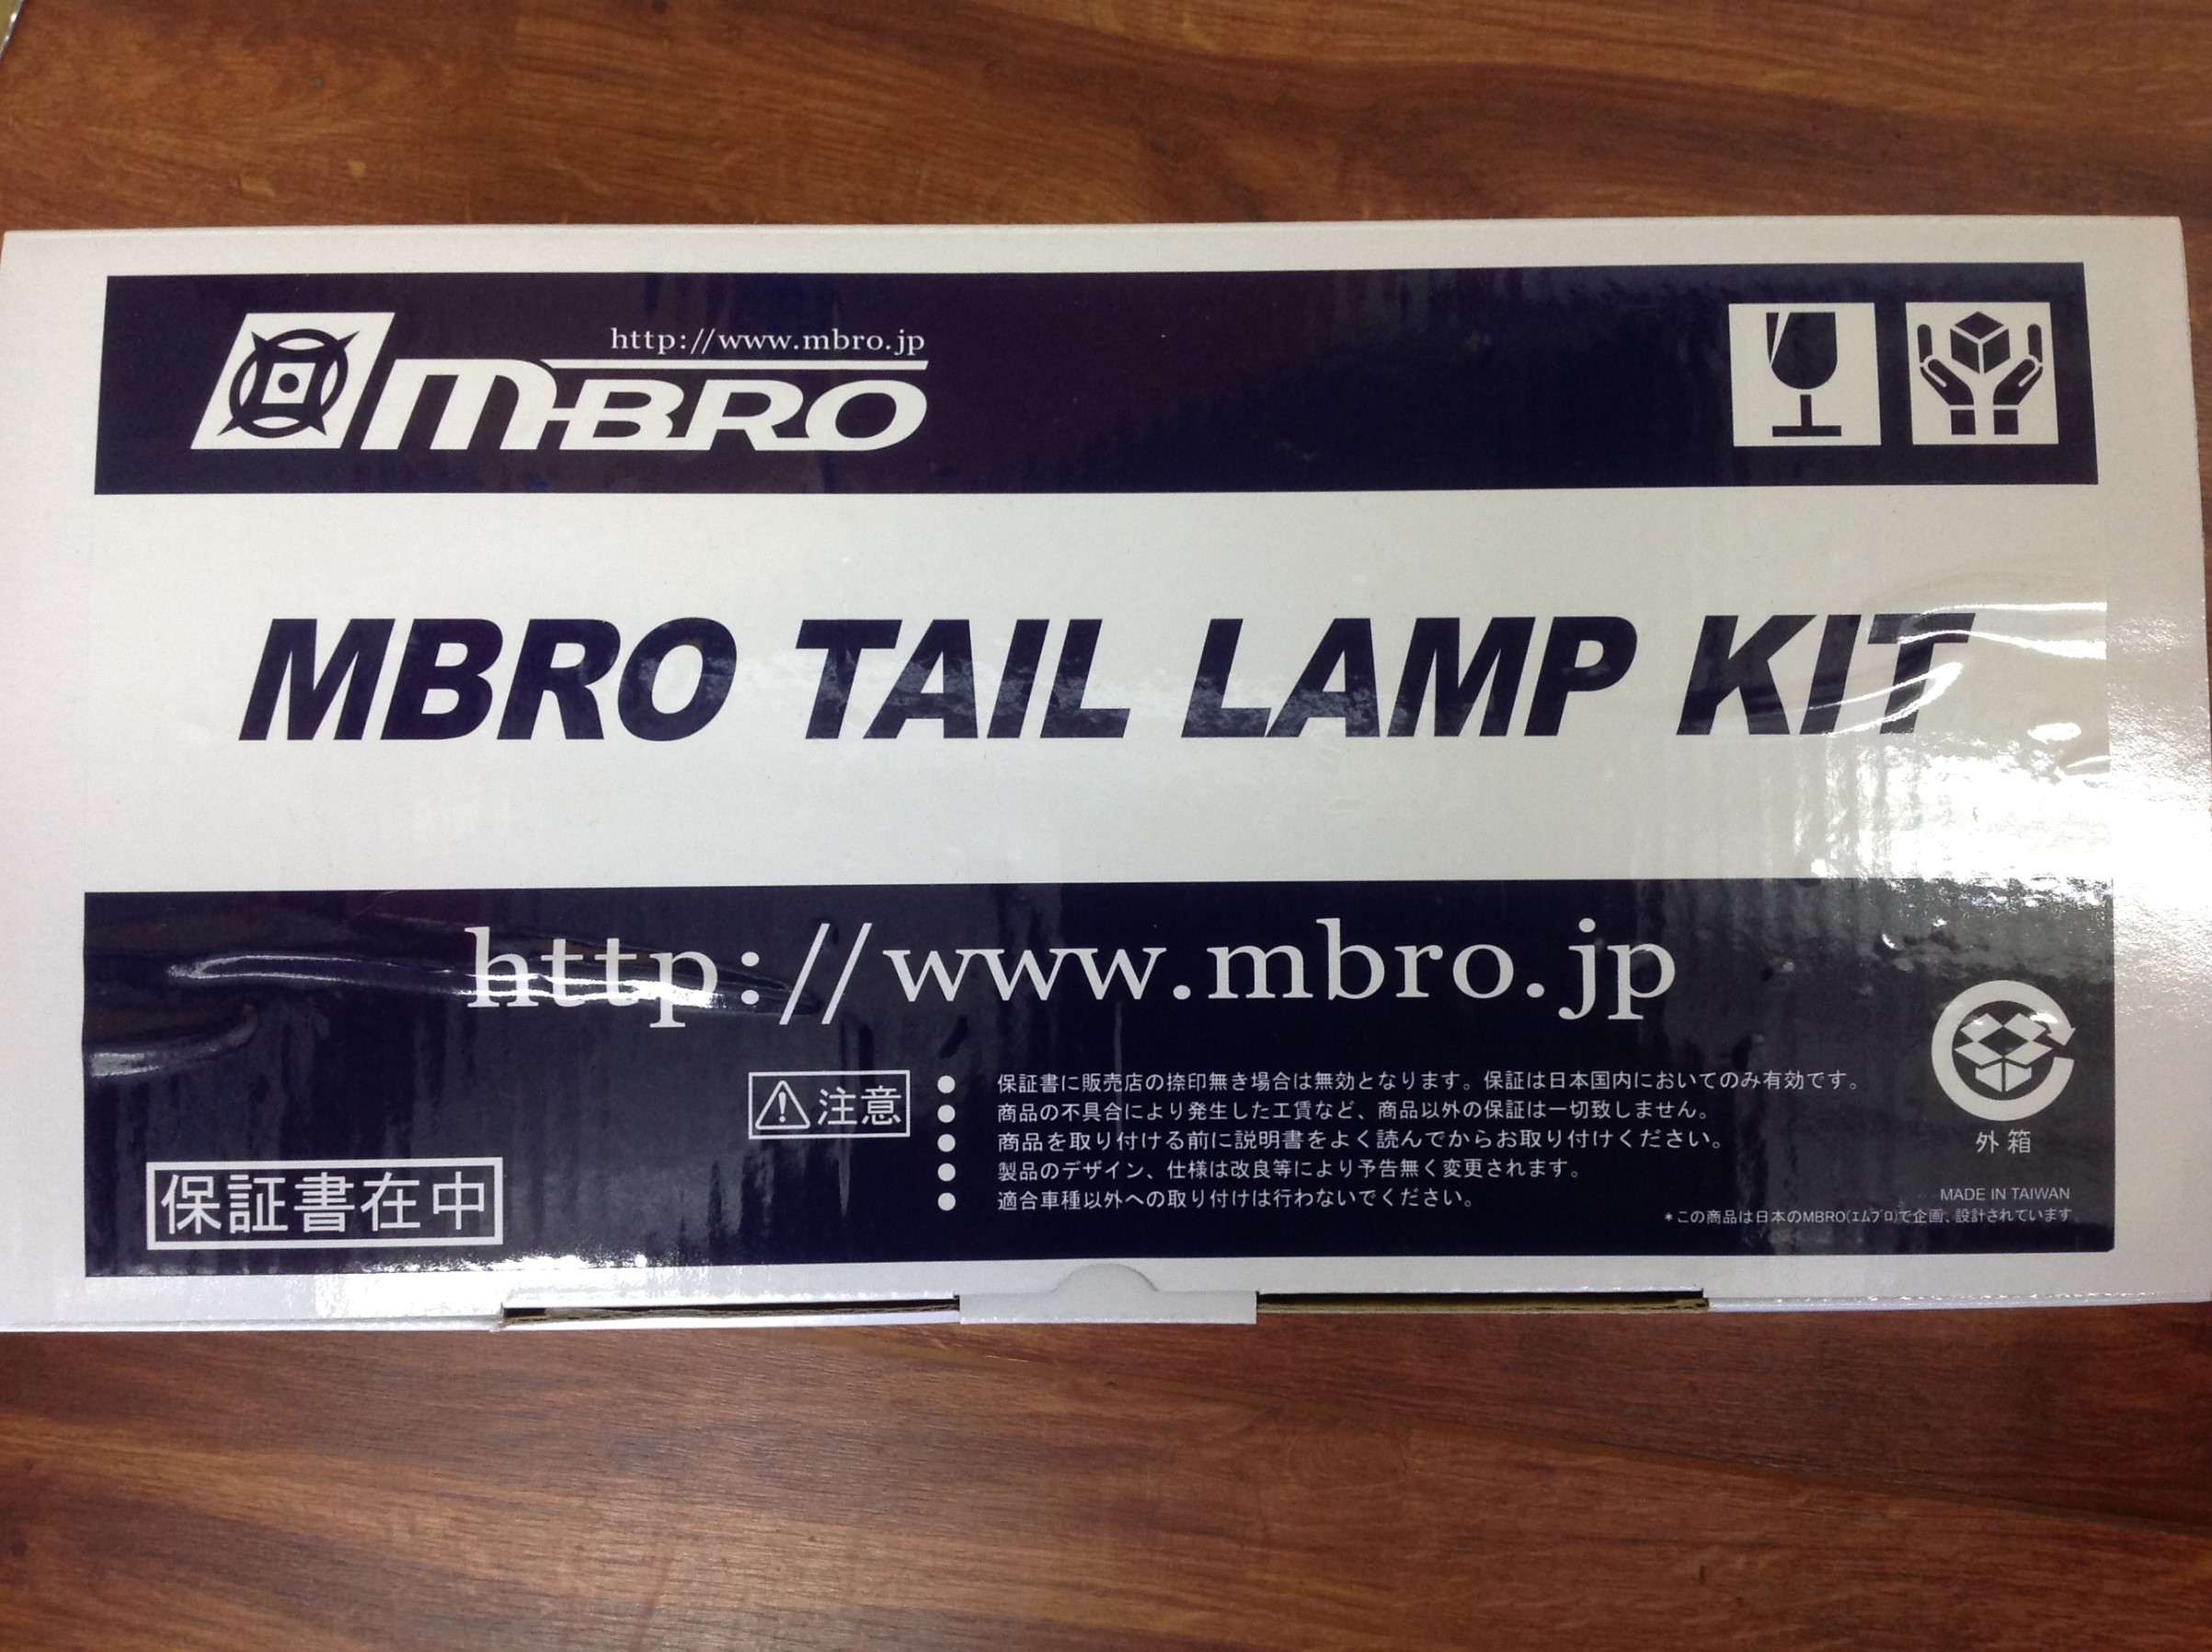 http://www.mbro.jp
MBRO
MBRO TAIL LAMP KIT
http://www.mbro.jp
注意
● 保証書に販売店の捺印無き場合は無効となります。保証は日本国内においてのみ有効です。
● 商品の不具合により発生した工賃など、商品以外の保証は一切致しません。
● 商品を取り付ける前に説明書をよく読んでからお取り付けください。
● 製品のデザイン、仕様は改良等により予告無く変更されます。
● 適合車種以外への取り付けは行わないでください。
保証書在中
外箱
MADE IN TAIWAN
*この商品は日本のMBRO(ｴﾑﾌﾞﾛ)で企画、設計されています